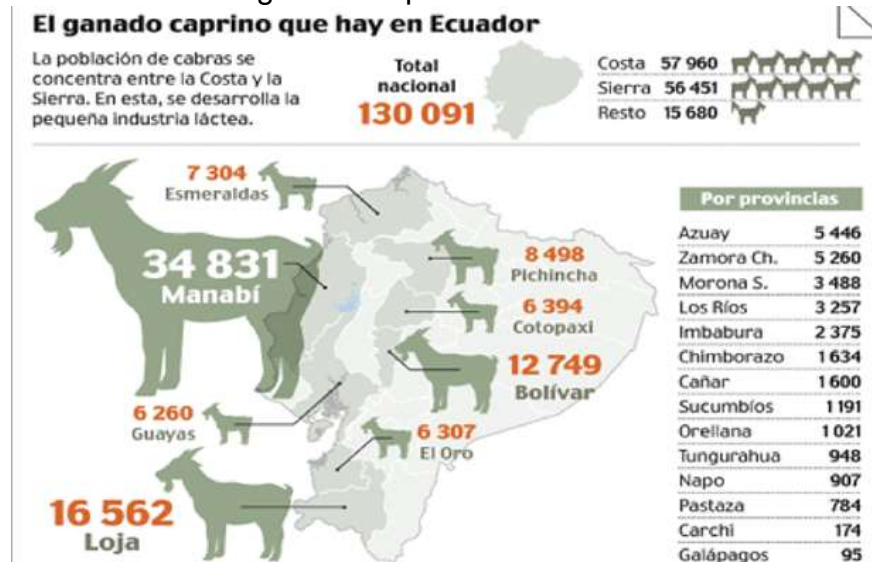 El ganado caprino que hay en Ecuador
La población de cabras se
concentra entre la Costa y la
Sierra. En esta, se desarrolla la
pequeña industria láctea.
Total
nacional
130 091
Costa 57 960
Sierra 56 451
Resto 15 680
7 304
Esmeraldas
34 831
Manabí
8 498
Pichincha
6 394
Cotopaxi
12 749
Bolívar
6 260
Guayas
6 307
El Oro
16 562
Loja
Por provincias
Azuay 5 446
Zamora Ch. 5 260
Morona S. 3 488
Los Ríos 3 257
Imbabura 2 375
Chimborazo 1 634
Cañar 1 600
Sucumbíos 1 191
Orellana 1 021
Tungurahua 948
Napo 907
Pastaza 784
Carchi 174
Galápagos 95